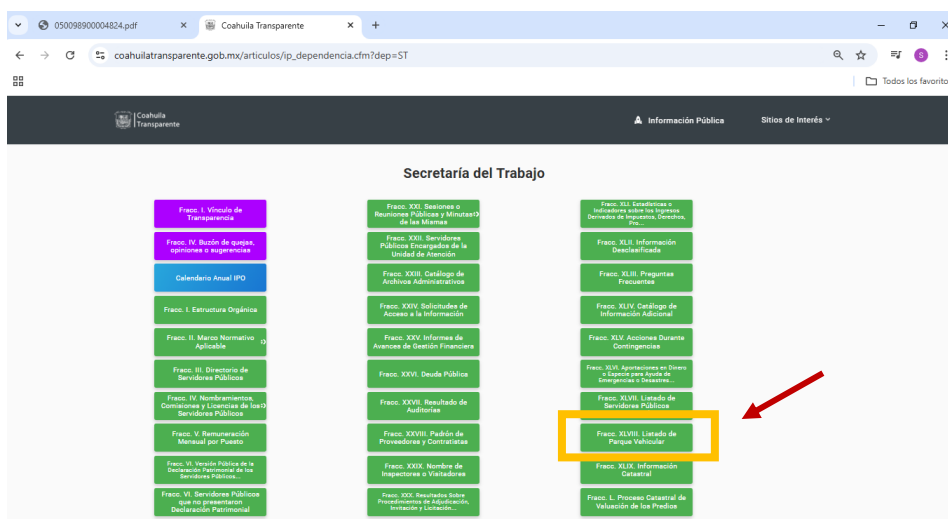 050098900004824.pdf
Coahuila Transparente
coahuilatransparente.gob.mx/articulos/ip_dependencia.cfm?dep=ST
S
Todos los favorito
Coahuila
Transparente
Información Pública
Sitios de Interés
Secretaría del Trabajo
Fracc. I. Vínculo de
Transparencia
Fracc. IV. Buzón de quejas,
opiniones o sugerencias
Calendario Anual IPO
Fracc. I. Estructura Orgánica
Fracc. II. Marco Normativo
Aplicable
Fracc. III. Directorio de
Servidores Públicos
Fracc. IV. Nombramientos,
Comisiones y Licencias de los
Servidores Públicos
Fracc. V. Remuneración
Mensual por Puesto
Fracc. VI. Versión Pública de la
Declaración Patrimonial de los
Servidores Públicos...
Fracc. VI. Servidores Públicos
que no presentaron
Declaración Patrimonial
Fracc. XXI. Sesiones o
Reuniones Públicas y Minutas
de las Mismas
Fracc. XXII. Servidores
Públicos Encargados de la
Unidad de Atención
Fracc. XXIII. Catálogo de
Archivos Administrativos
Fracc. XXIV. Solicitudes de
Acceso a la Información
Fracc. XXV. Informes de
Avances de Gestión Financiera
Fracc. XXVI. Deuda Pública
Fracc. XXVII. Resultado de
Auditorías
Fracc. XXVIII. Padrón de
Proveedores y Contratistas
Fracc. XXIX. Nombre de
Inspectores o Visitadores
Fracc. XXX. Resultados Sobre
Procedimientos de Adjudicación,
Invitación y Licitación...
Fracc. XLI. Estadísticas o
Indicadores sobre los Ingresos
Derivados de Impuestos, Derechos,
Pro...
Fracc. XLII. Información
Desclasificada
Fracc. XLIII. Preguntas
Frecuentes
Fracc. XLIV. Catálogo de
Información Adicional
Fracc. XLV. Acciones Durante
Contingencias
Fracc. XLVI. Aportaciones en Dinero
o Especie para Ayuda de
Emergencias o Desastres...
Fracc. XLVII. Listado de
Servidores Públicos
Fracc. XLVIII. Listado de
Parque Vehicular
Fracc. XLIX. Información
Catastral
Fracc. L. Proceso Catastral de
Valuación de los Predios